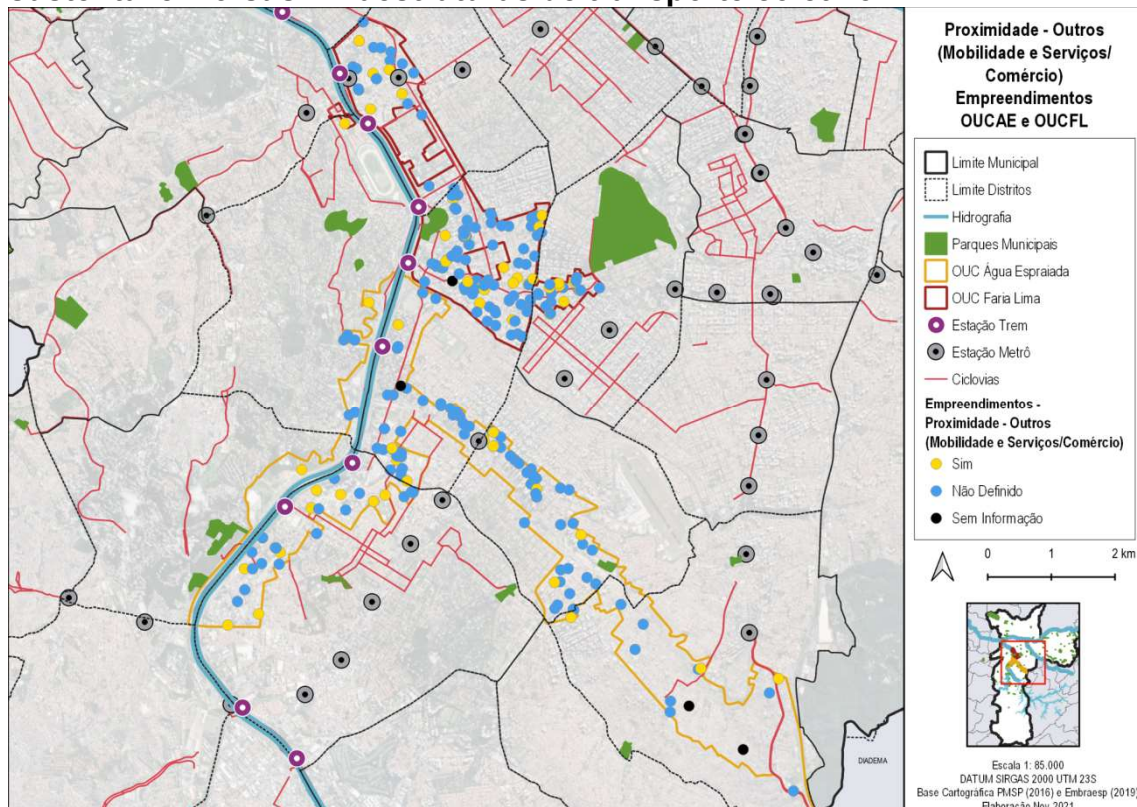 Proximidade - Outros
(Mobilidade e Serviços/
Comércio)
Empreendimentos
OUCAE e OUCFL
Limite Municipal
Limite Distritos
Hidrografia
Parques Municipais
OUC Água Espraiada
OUC Faria Lima
Estação Trem
Estação Metrô
Ciclovias
Empreendimentos -
Proximidade - Outros
(Mobilidade e Serviços/Comércio)
Sim
Não Definido
Sem Informação
0 1 2 km
DIADEMA
Escala 1: 85.000
DATUM SIRGAS 2000 UTM 23S
Base Cartográfica PMSP (2016) e Embraesp (2019)
Elaboração Nov 2021